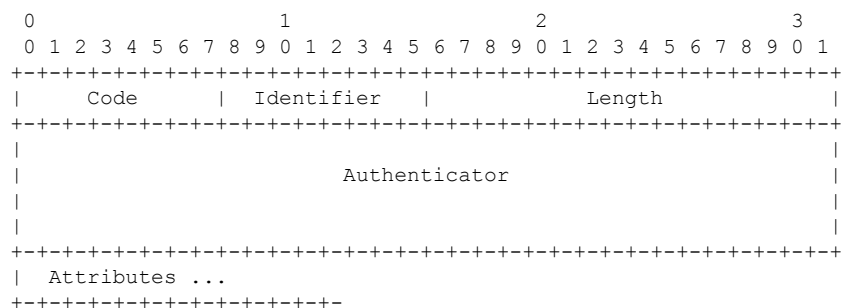 0                   1                   2                   3
 0 1 2 3 4 5 6 7 8 9 0 1 2 3 4 5 6 7 8 9 0 1 2 3 4 5 6 7 8 9 0 1
+-+-+-+-+-+-+-+-+-+-+-+-+-+-+-+-+-+-+-+-+-+-+-+-+-+-+-+-+-+-+-+-+
|     Code      |  Identifier   |            Length             |
+-+-+-+-+-+-+-+-+-+-+-+-+-+-+-+-+-+-+-+-+-+-+-+-+-+-+-+-+-+-+-+-+
|                                                               |
|                         Authenticator                         |
|                                                               |
|                                                               |
+-+-+-+-+-+-+-+-+-+-+-+-+-+-+-+-+-+-+-+-+-+-+-+-+-+-+-+-+-+-+-+-+
|  Attributes ...
+-+-+-+-+-+-+-+-+-+-+-+-+-